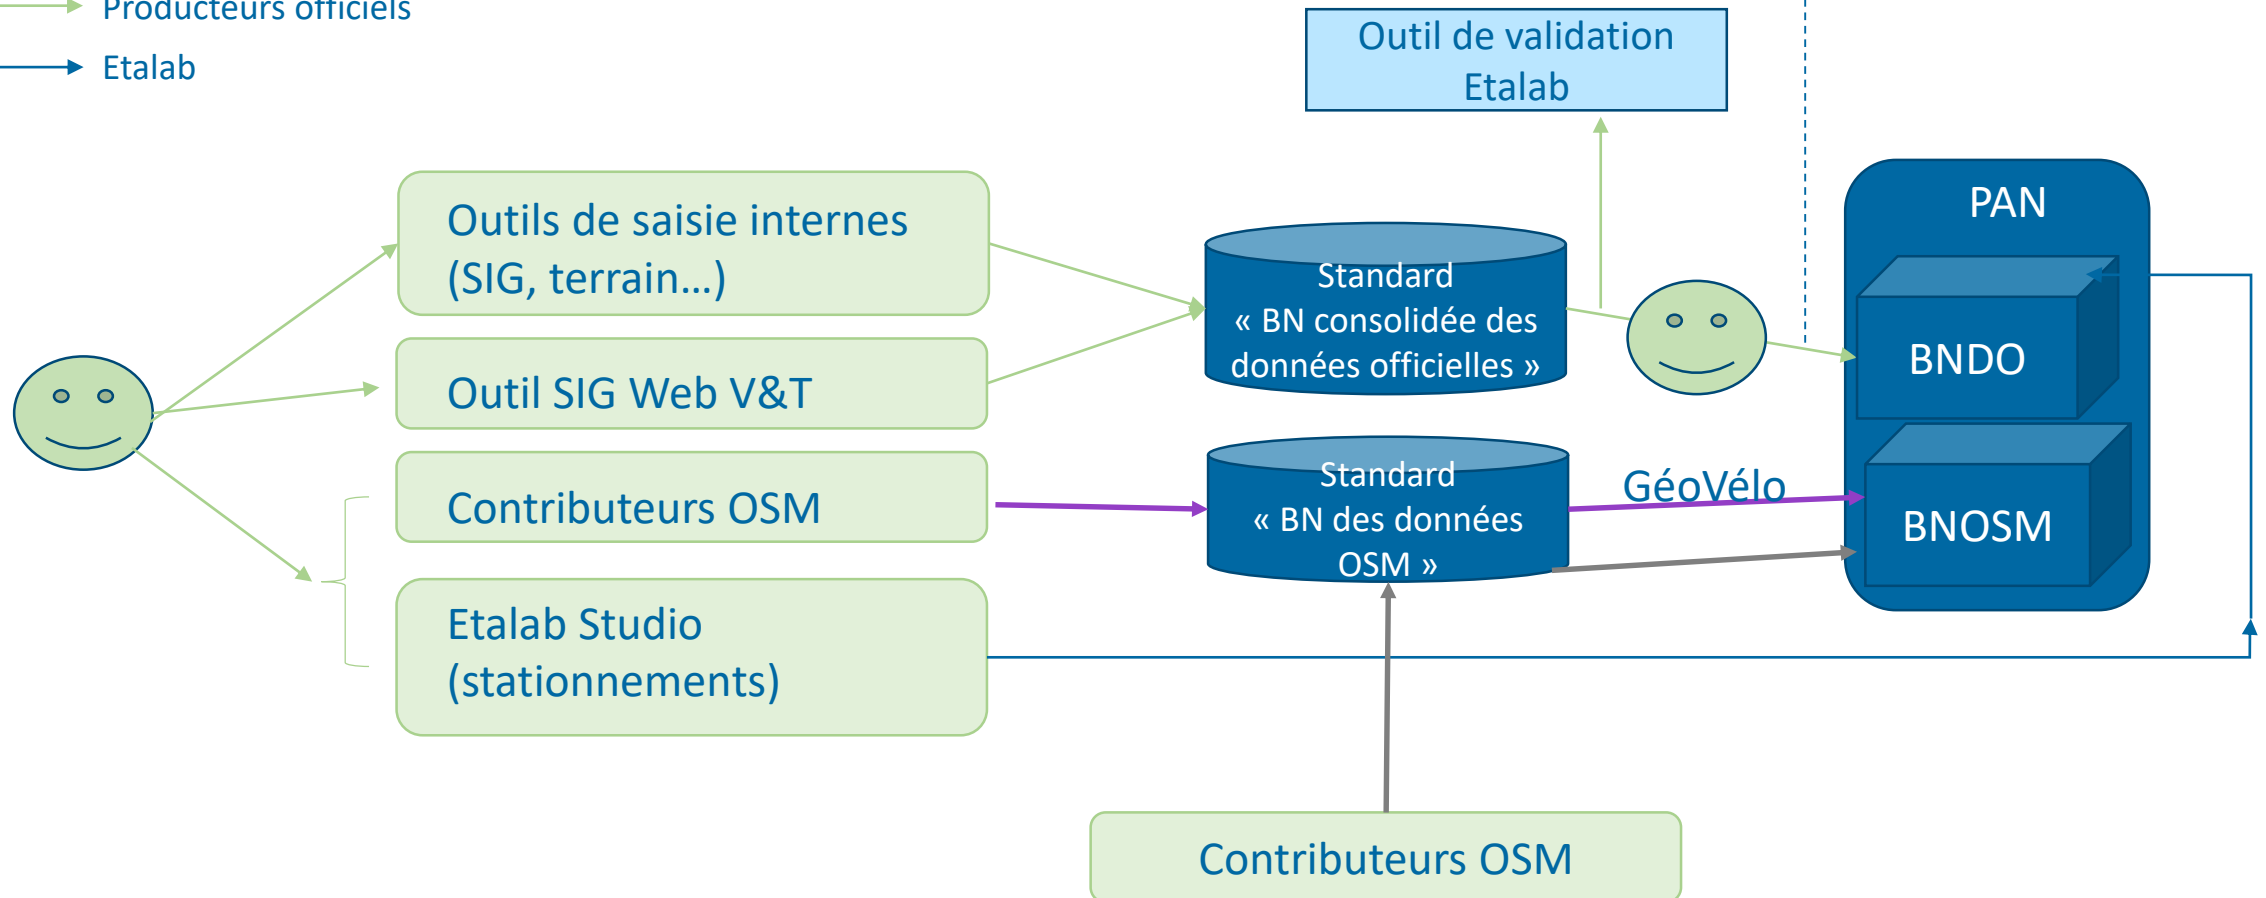 Producteurs officiels
Etalab
Outil de validation
Etalab
Outils de saisie internes
(SIG, terrain…)
Outil SIG Web V&T
Contributeurs OSM
Etalab Studio
(stationnements)
Standard
« BN consolidée des
données officielles »
Standard
« BN des données
OSM »
GéoVélo
PAN
BNDO
BNOSM
Contributeurs OSM